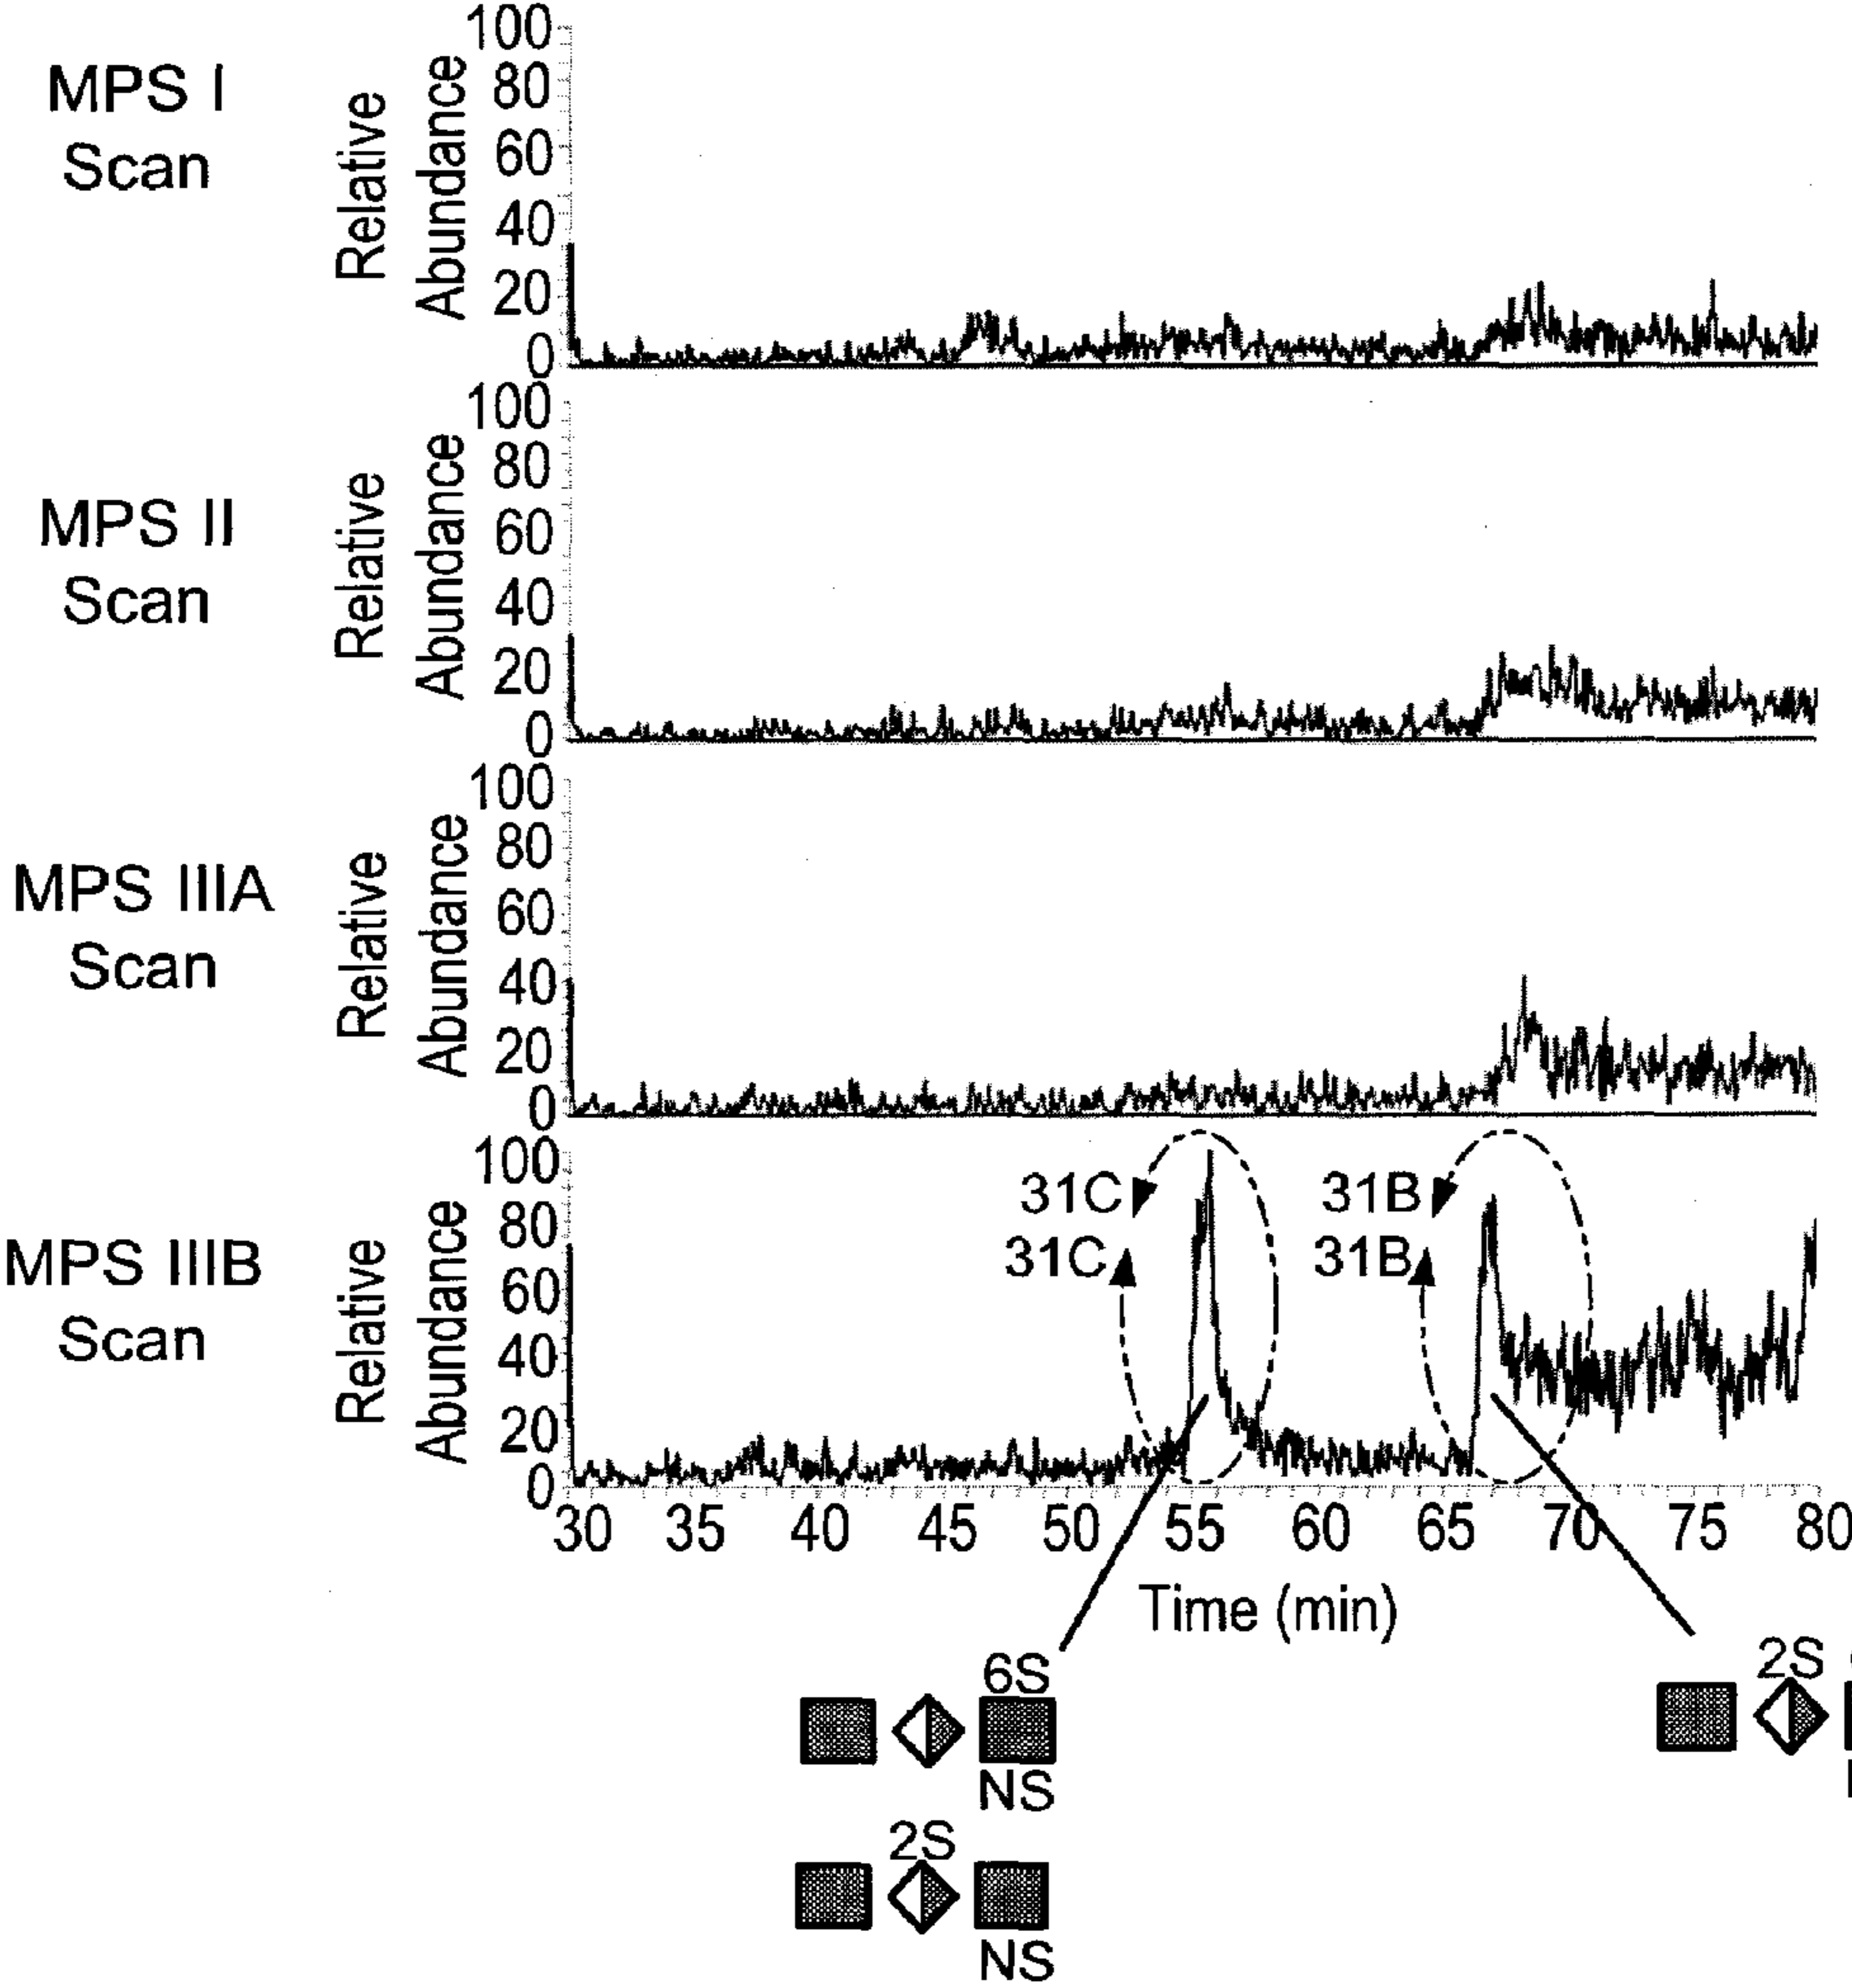 MPS I
Scan
Relative
Abundance
100
80
60
40
20
0
MPS II
Scan
Relative
Abundance
100
80
60
40
20
0
MPS IIIA
Scan
Relative
Abundance
100
80
60
40
20
0
MPS IIIB
Scan
Relative
Abundance
100
80
60
40
20
0
31C
31C
31B
31B
30 35 40 45 50 55 60 65 70 75 80
Time (min)
6S
NS
2S
NS
2S